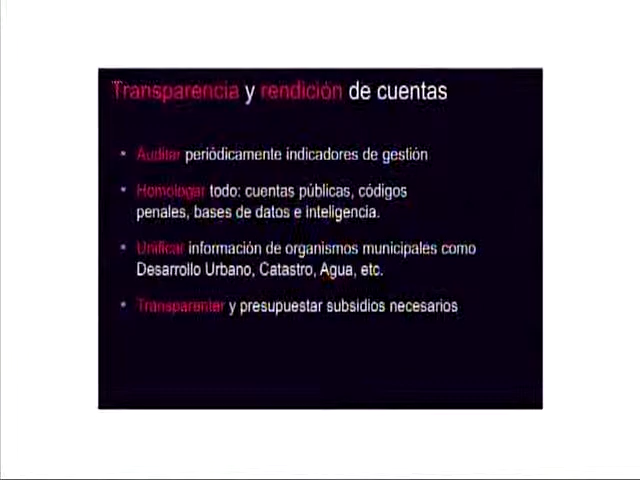 Transparencia y rendición de cuentas
• Auditar periódicamente indicadores de gestión
• Homologar todo: cuentas públicas, códigos
penales, bases de datos e inteligencia.
• Unificar información de organismos municipales como
Desarrollo Urbano, Catastro, Agua, etc.
• Transparentar y presupuestar subsidios necesarios